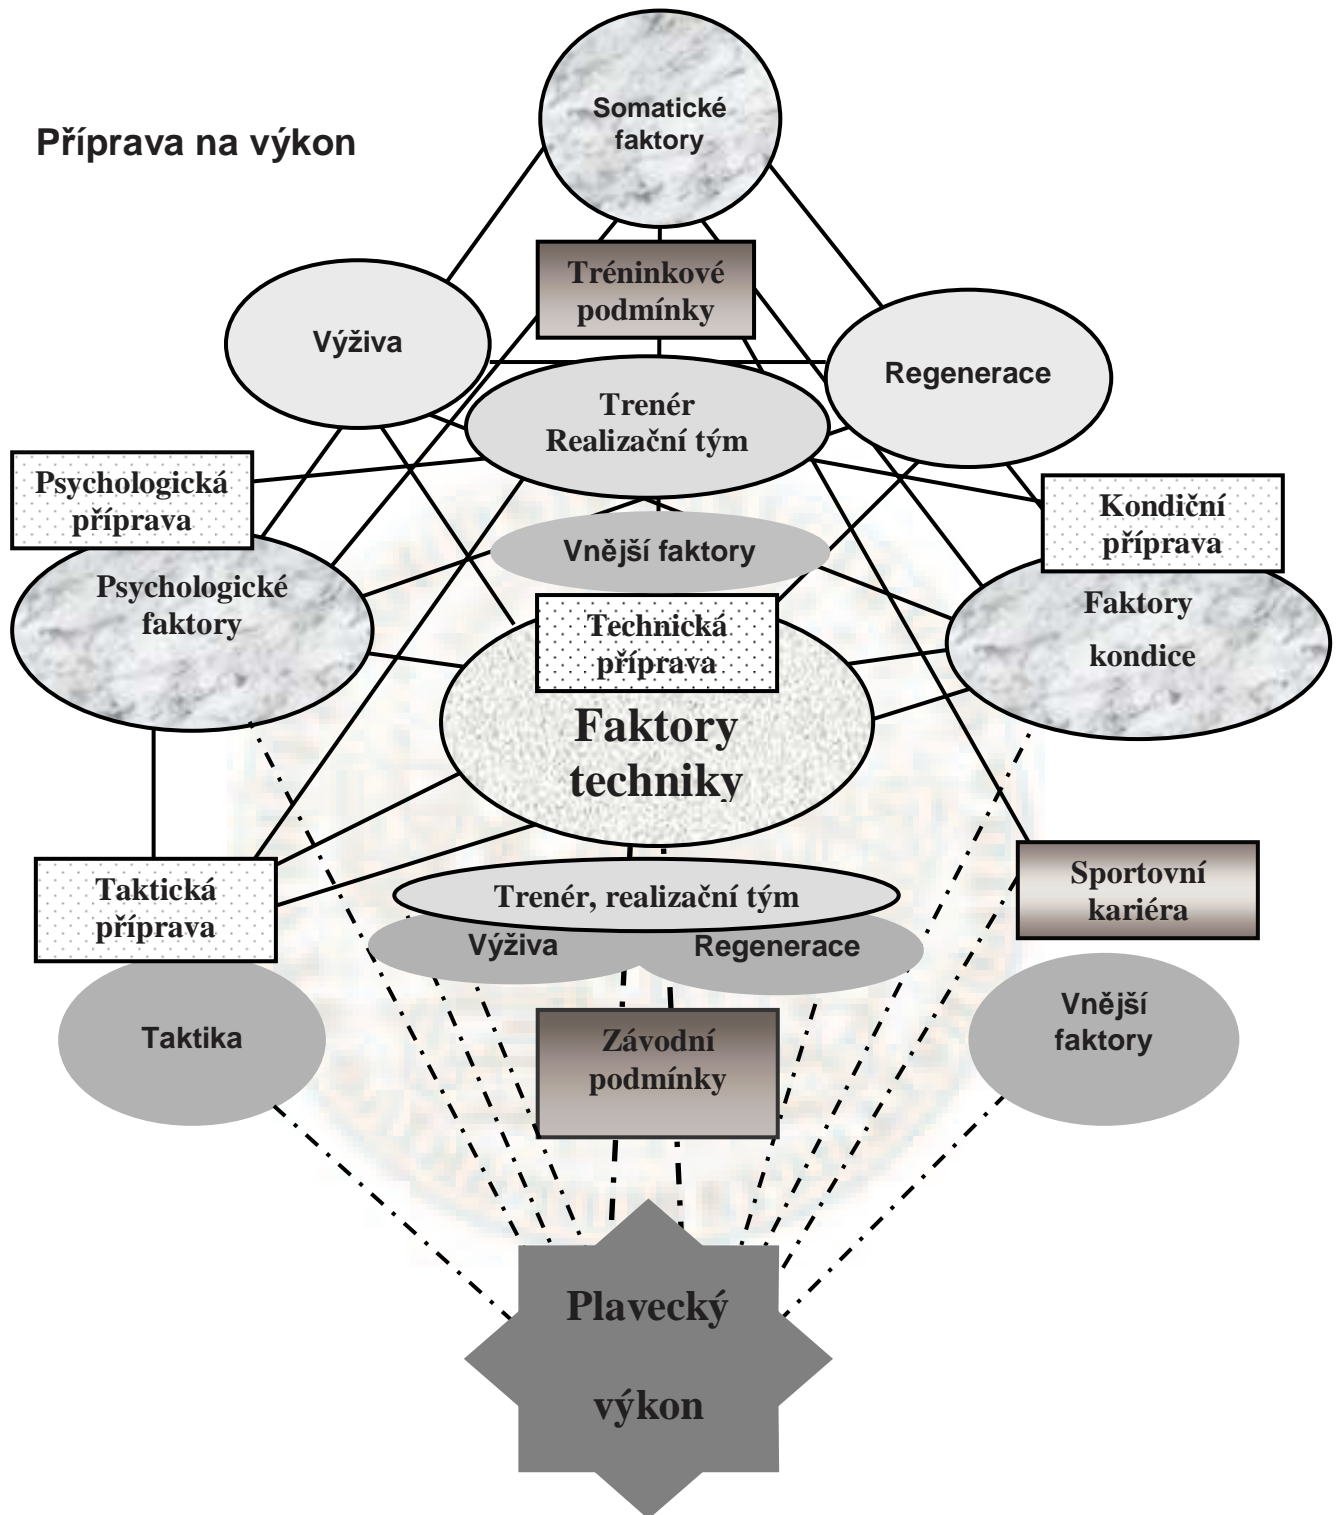 Somatické
faktory
Příprava na výkon
Tréninkové
podmínky
Výživa
Regenerace
Trenér
Realizační tým
Psychologická
příprava
Kondiční
příprava
Vnější faktory
Psychologické
faktory
Technická
příprava
Faktory
kondice
Faktory
techniky
Taktická
příprava
Trenér, realizační tým
Sportovní
kariéra
Výživa
Regenerace
Taktika
Závodní
podmínky
Vnější
faktory
Plavecký
výkon